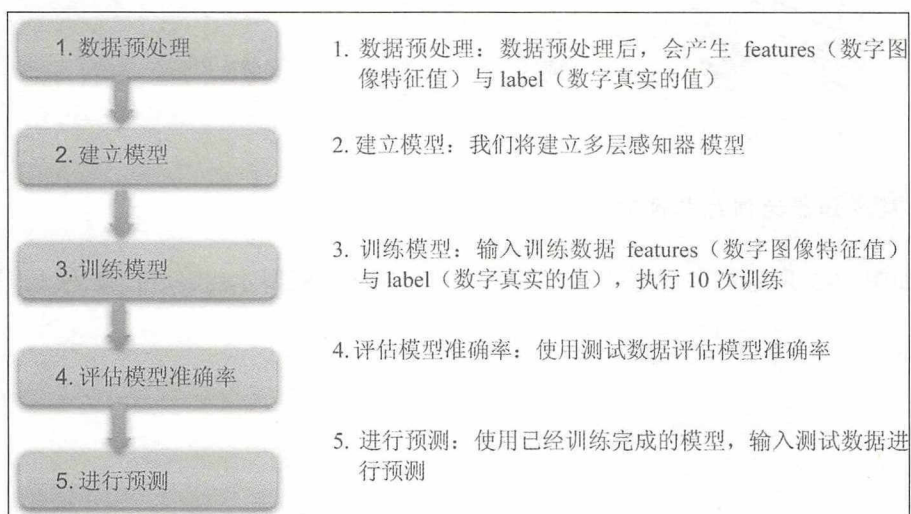 1. 数据预处理
1. 数据预处理：数据预处理后，会产生 features（数字图
像特征值）与 label（数字真实的值）
2. 建立模型
2. 建立模型：我们将建立多层感知器 模型
3. 训练模型
3. 训练模型：输入训练数据 features（数字图像特征值）
与 label（数字真实的值），执行 10 次训练
4. 评估模型准确率
4.评估模型准确率：使用测试数据评估模型准确率
5. 进行预测
5. 进行预测：使用已经训练完成的模型，输入测试数据进
行预测